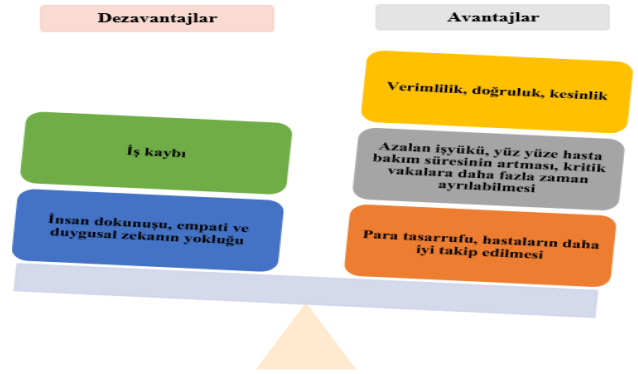 Dezavantajlar
Avantajlar
İş kaybı
İnsan dokunuşu, empati ve
duygusal zekanın yokluğu
Verimlilik, doğruluk, kesinlik
Azalan işyükü, yüz yüze hasta
bakım süresinin artması, kritik
vakalara daha fazla zaman
ayrılabilmesi
Para tasarrufu, hastaların daha
iyi takip edilmesi